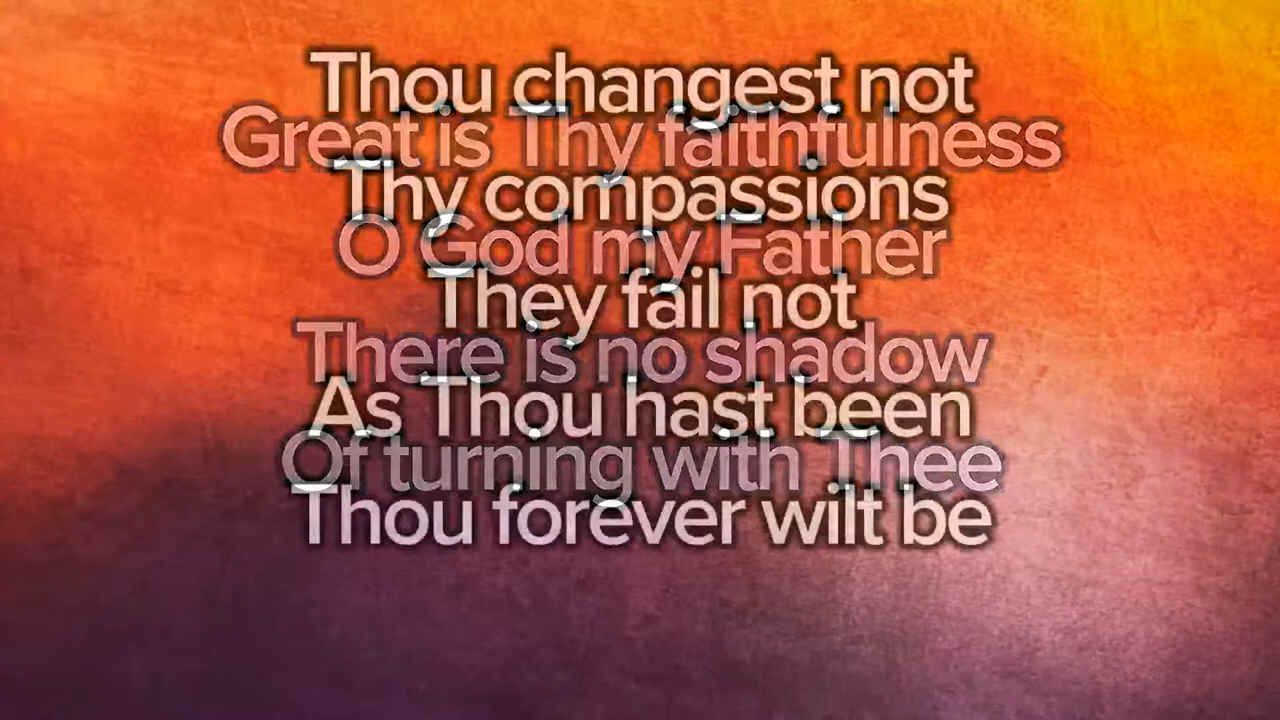 Thou changest not
Great is Thy faithfulness
Thy compassions
O God my Father
They fail not
There is no shadow
As Thou hast been
Of turning with Thee
Thou forever wilt be